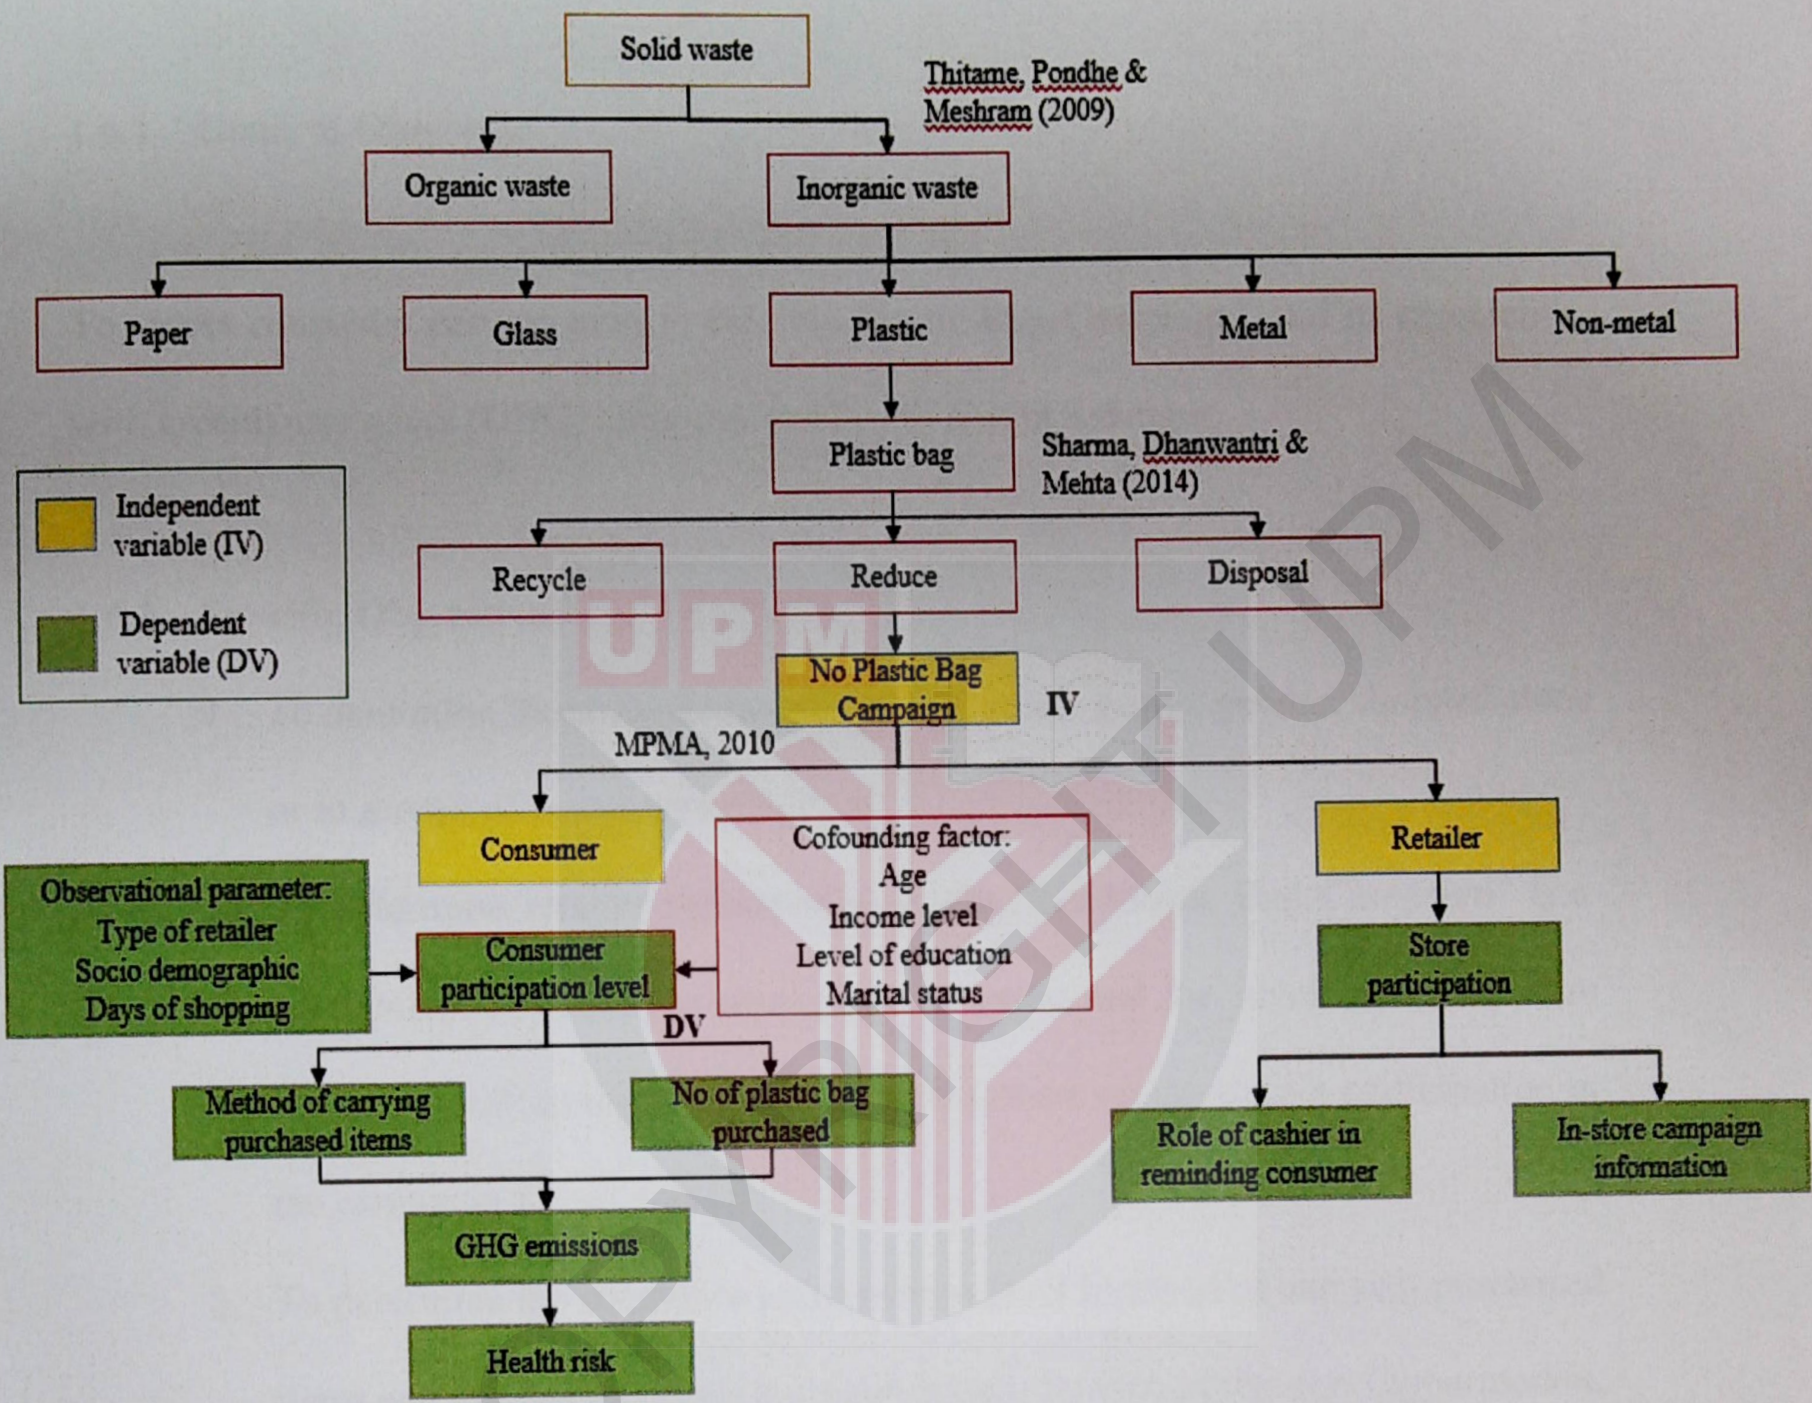 Solid waste
Thitame, Pondhe &
Meshram (2009)
Organic waste
Inorganic waste
Paper
Glass
Plastic
Metal
Non-metal
Plastic bag
Sharma, Dhanwantri &
Mehta (2014)
Independent
variable (IV)
Dependent
variable (DV)
Recycle
Reduce
Disposal
UPM
No Plastic Bag
Campaign
IV
MPMA, 2010
Consumer
Cofounding factor:
Age
Income level
Level of education
Marital status
Retailer
Observational parameter:
Type of retailer
Socio demographic
Days of shopping
Consumer
participation level
DV
Store
participation
Method of carrying
purchased items
No of plastic bag
purchased
Role of cashier in
reminding consumer
In-store campaign
information
GHG emissions
Health risk
COPYRIGHT UPM